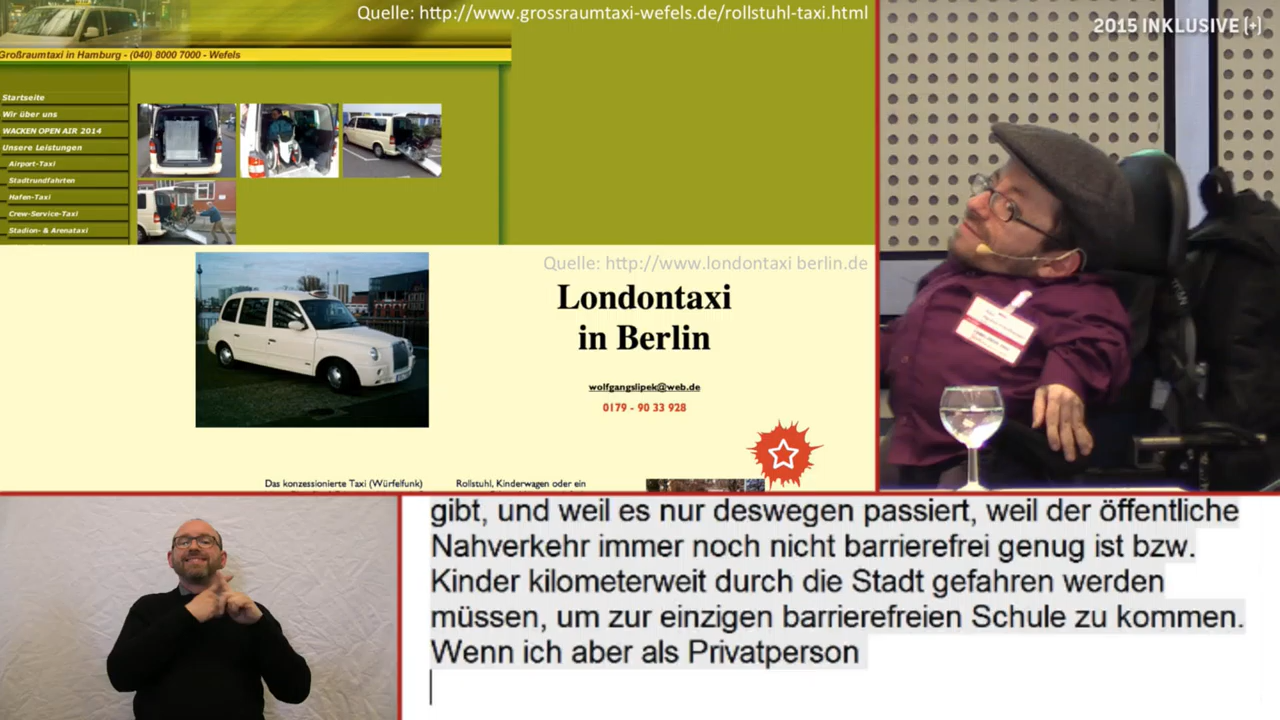 Quelle: http://www.grossraumtaxi-wefels.de/rollstuhl-taxi.html
Großraumtaxi in Hamburg - (040) 8000 7000 - Wefels
Startseite
Wir über uns
WACKEN OPEN AIR 2014
Unsere Leistungen
Airport-Taxi
Stadtrundfahrten
Hafen-Taxi
Crew-Service-Taxi
Stadion- & Arenataxi
Quelle: http://www.londontaxi berlin.de
Londontaxi
in Berlin
wolfgangslipek@web.de
0179 - 90 33 928
Das konzessionierte Taxi (Würfelfunk)
Rollstuhl, Kinderwagen oder ein
2015 INKLUSIVE [+]
gibt, und weil es nur deswegen passiert, weil der öffentliche
Nahverkehr immer noch nicht barrierefrei genug ist bzw.
Kinder kilometerweit durch die Stadt gefahren werden
müssen, um zur einzigen barrierefreien Schule zu kommen.
Wenn ich aber als Privatperson